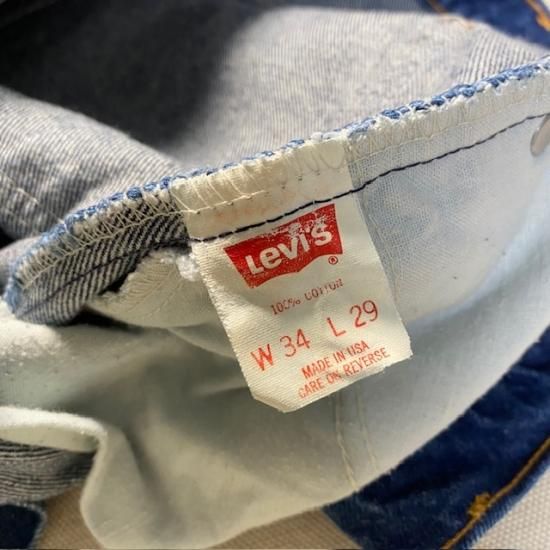 Levi's ®
100% COTTON
W 34 L 29
MADE IN USA
CARE ON REVERSE